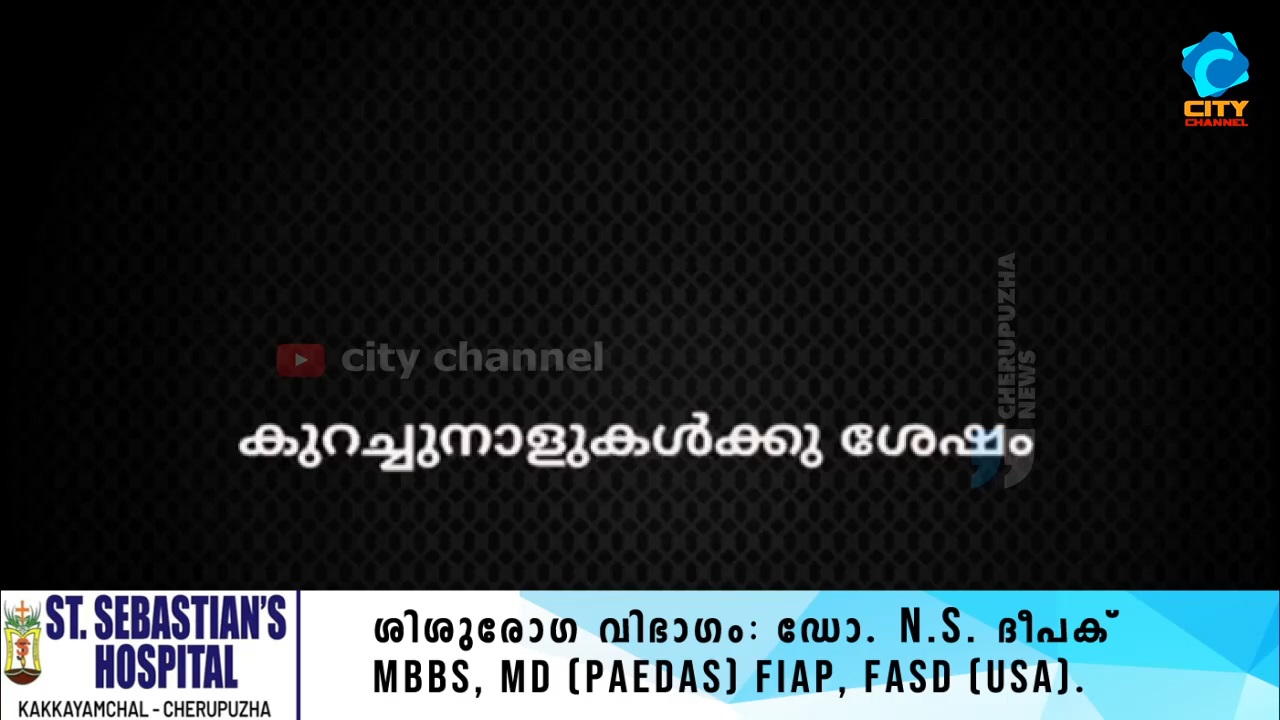 CITY
CHANNEL
CHERUPUZHA
NEWS
city channel
കുറച്ചുനാളുകൾക്കു ശേഷം
ST. SEBASTIAN'S
HOSPITAL
KAKKAYAMCHAL - CHERUPUZHA
ശിശുരോഗ വിഭാഗം: ഡോ. N.S. ദീപക്
MBBS, MD (PAEDAS) FIAP, FASD (USA).